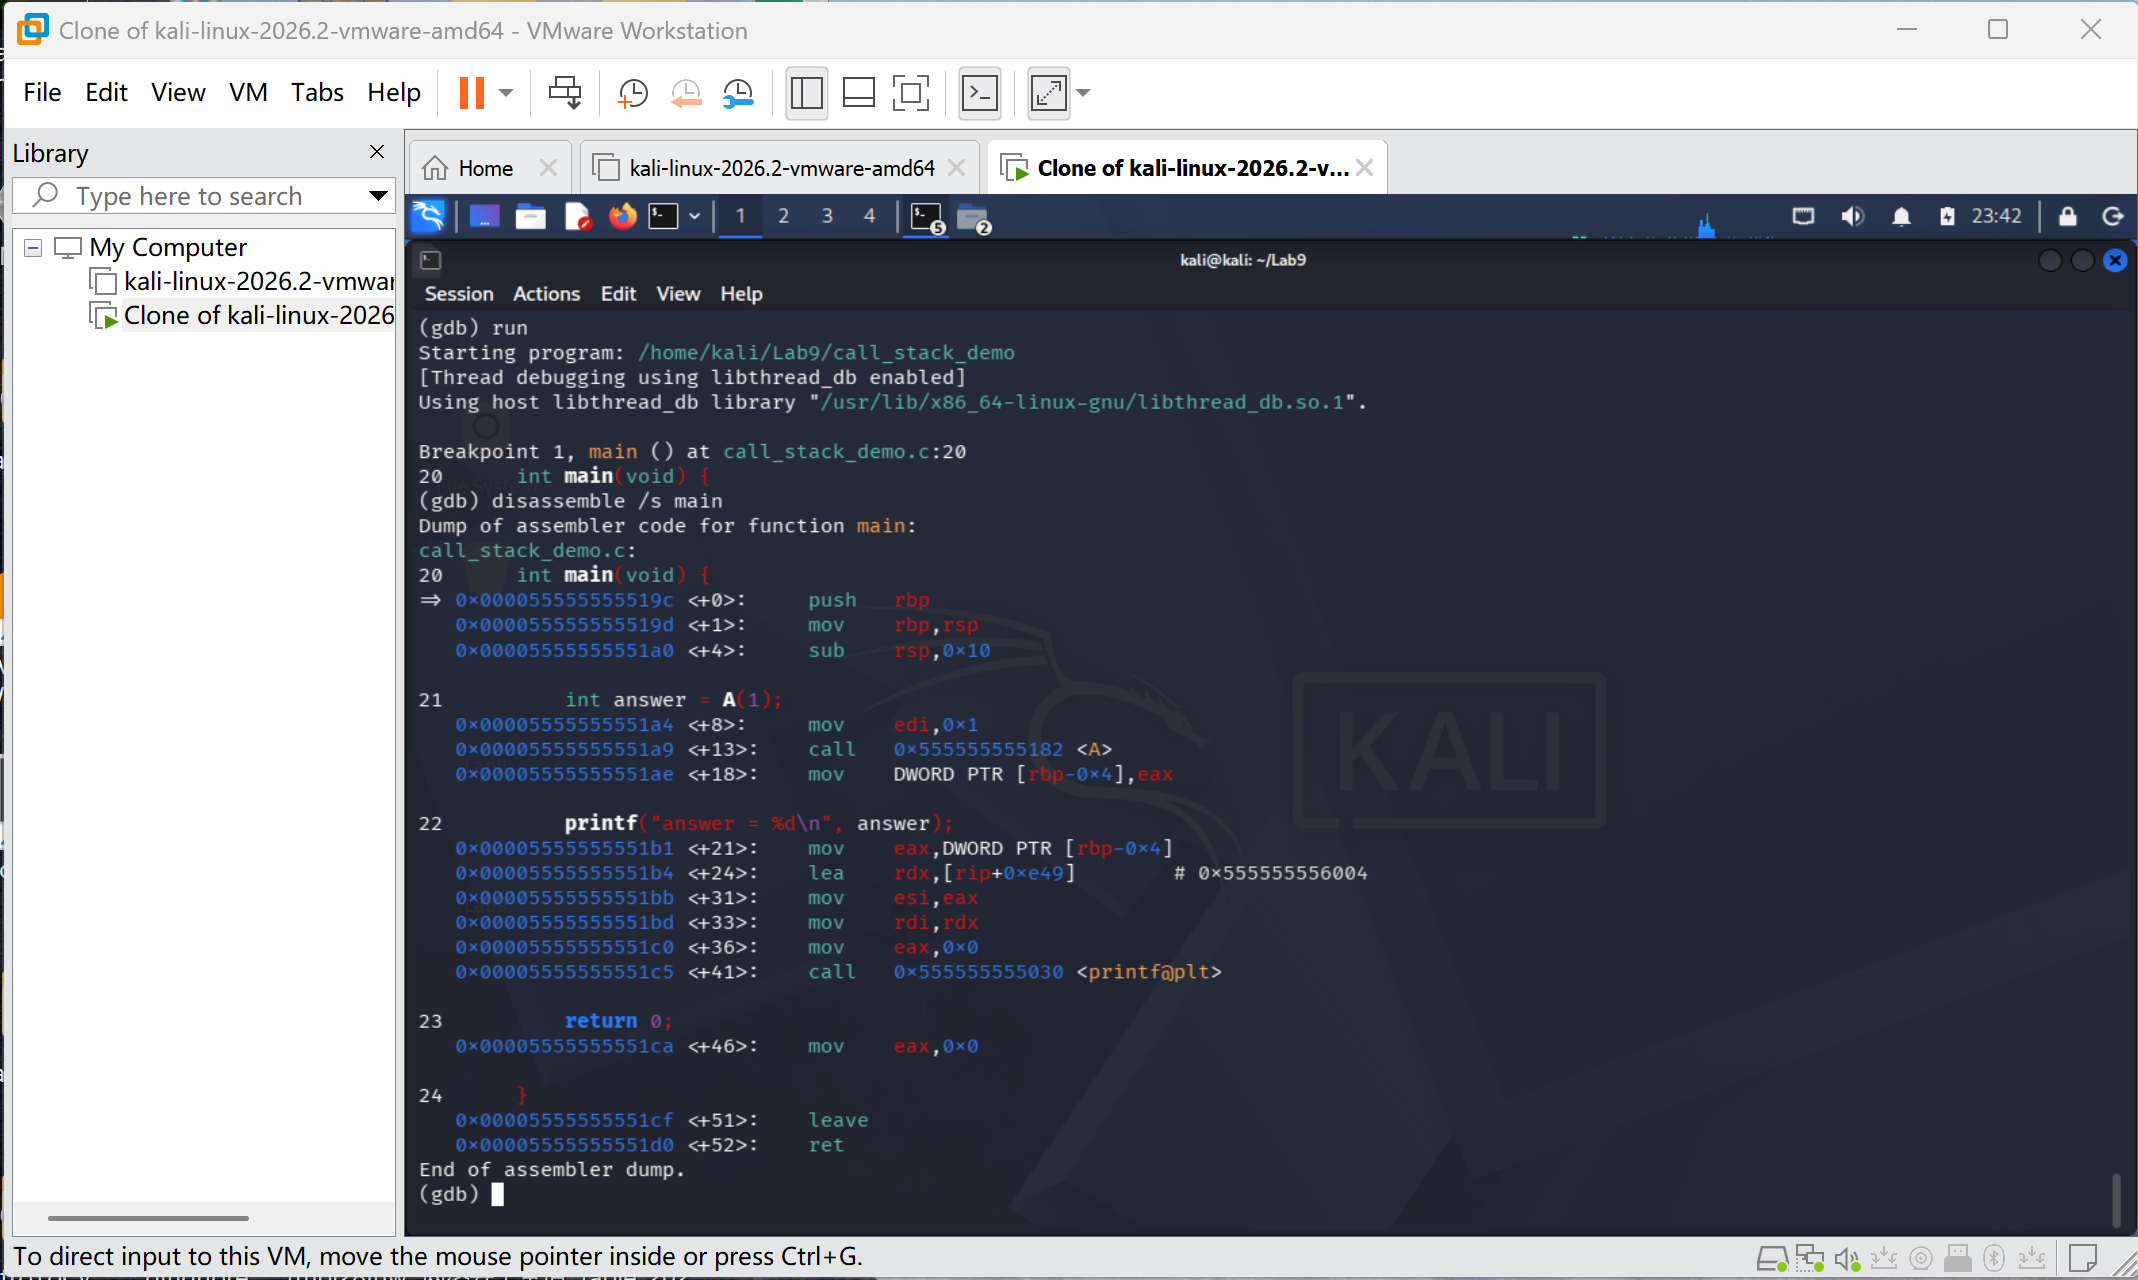 Clone of kali-linux-2026.2-vmware-amd64 - VMware Workstation
File Edit View VM Tabs Help
Library
Type here to search
My Computer
kali-linux-2026.2-vmwar
Clone of kali-linux-2026
Home
kali-linux-2026.2-vmware-amd64
Clone of kali-linux-2026.2-v...
1 2 3 4 5 2 23:42
kali@kali: ~/Lab9
Session Actions Edit View Help
(gdb) run
Starting program: /home/kali/Lab9/call_stack_demo
[Thread debugging using libthread_db enabled]
Using host libthread_db library "/usr/lib/x86_64-linux-gnu/libthread_db.so.1".
Breakpoint 1, main () at call_stack_demo.c:20
20 int main(void) {
(gdb) disassemble /s main
Dump of assembler code for function main:
call_stack_demo.c:
20 int main(void) {
=> 0x000055555555519c <+0>: push rbp
0x000055555555519d <+1>: mov rbp,rsp
0x00005555555551a0 <+4>: sub rsp,0x10
21 int answer = A(1);
0x00005555555551a4 <+8>: mov edi,0x1
0x00005555555551a9 <+13>: call 0x555555555182 <A>
0x00005555555551ae <+18>: mov DWORD PTR [rbp-0x4],eax
22 printf("answer = %d\n", answer);
0x00005555555551b1 <+21>: mov eax,DWORD PTR [rbp-0x4]
0x00005555555551b4 <+24>: lea rdx,[rip+0xe49] # 0x555555556004
0x00005555555551bb <+31>: mov esi,eax
0x00005555555551bd <+33>: mov rdi,rdx
0x00005555555551c0 <+36>: mov eax,0x0
0x00005555555551c5 <+41>: call 0x555555555030 <printf@plt>
23 return 0;
0x00005555555551ca <+46>: mov eax,0x0
24 }
0x00005555555551cf <+51>: leave
0x00005555555551d0 <+52>: ret
End of assembler dump.
(gdb)
KALI
To direct input to this VM, move the mouse pointer inside or press Ctrl+G.